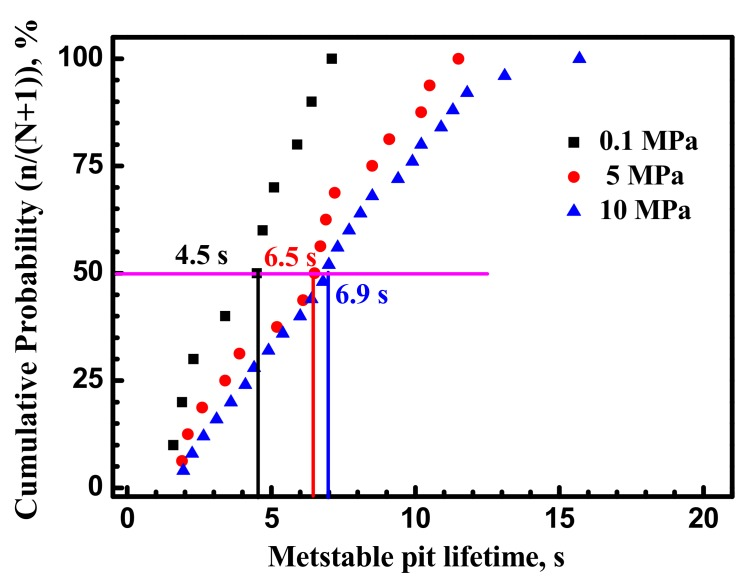 Cumulative Probability (n/(N+1)), %
100
75
50
25
0
0.1 MPa
5 MPa
10 MPa
4.5 s
6.5 s
6.9 s
0
5
10
15
20
Metstable pit lifetime, s